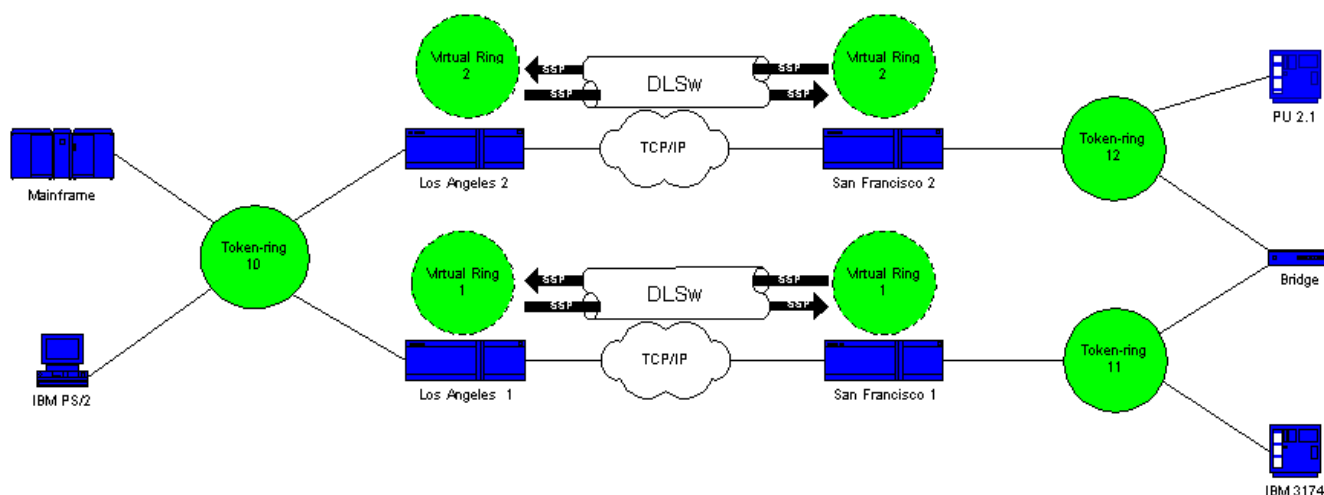 Virtual Ring
2
SSP
SSP
DLSw
SSP
SSP
Virtual Ring
2
PU 2.1
Mainframe
Los Angeles 2
TCP/IP
San Francisco 2
Token-ring
12
Token-ring
10
Virtual Ring
1
SSP
SSP
DLSw
SSP
SSP
Virtual Ring
1
Bridge
IBM PS/2
Los Angeles 1
TCP/IP
San Francisco 1
Token-ring
11
IBM 3174